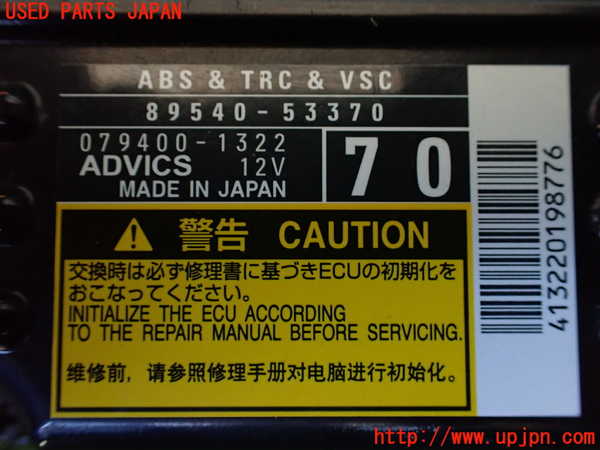 USED PARTS JAPAN
ABS & TRC & VSC
89540-53370
079400-1322
ADVICS 12V
MADE IN JAPAN
70
413220198776
警告 CAUTION
交換時は必ず修理書に基づきECUの初期化を
おこなってください。
INITIALIZE THE ECU ACCORDING
TO THE REPAIR MANUAL BEFORE SERVICING.
维修前，请参照修理手册对电脑进行初始化。
http://www-upjpn.com/